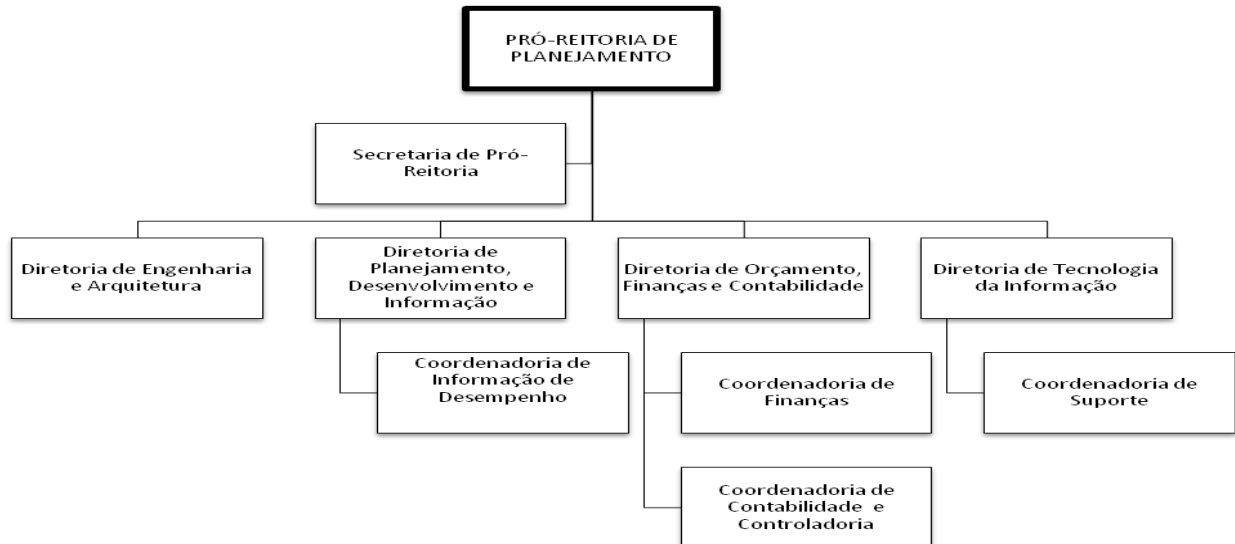 PRÓ-REITORIA DE
PLANEJAMENTO
Secretaria de Pró-
Reitoria
Diretoria de Engenharia
e Arquitetura
Diretoria de
Planejamento,
Desenvolvimento e
Informação
Diretoria de Orçamento,
Finanças e Contabilidade
Diretoria de Tecnologia
da Informação
Coordenadoria de
Informação de
Desempenho
Coordenadoria de
Finanças
Coordenadoria de
Suporte
Coordenadoria de
Contabilidade e
Controladoria